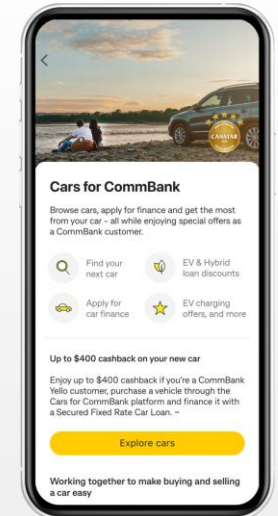 CANSTAR
Cars for CommBank
Browse cars, apply for finance and get the most
from your car – all while enjoying special offers as
a CommBank customer.
Find your
next car
EV & Hybrid
loan discounts
Apply for
car finance
EV charging
offers, and more
Up to $400 cashback on your new car
Enjoy up to $400 cashback if you're a CommBank
Yello customer, purchase a vehicle through the
Cars for CommBank platform and finance it with
a Secured Fixed Rate Car Loan. ~
Explore cars
Working together to make buying and selling
a car easy